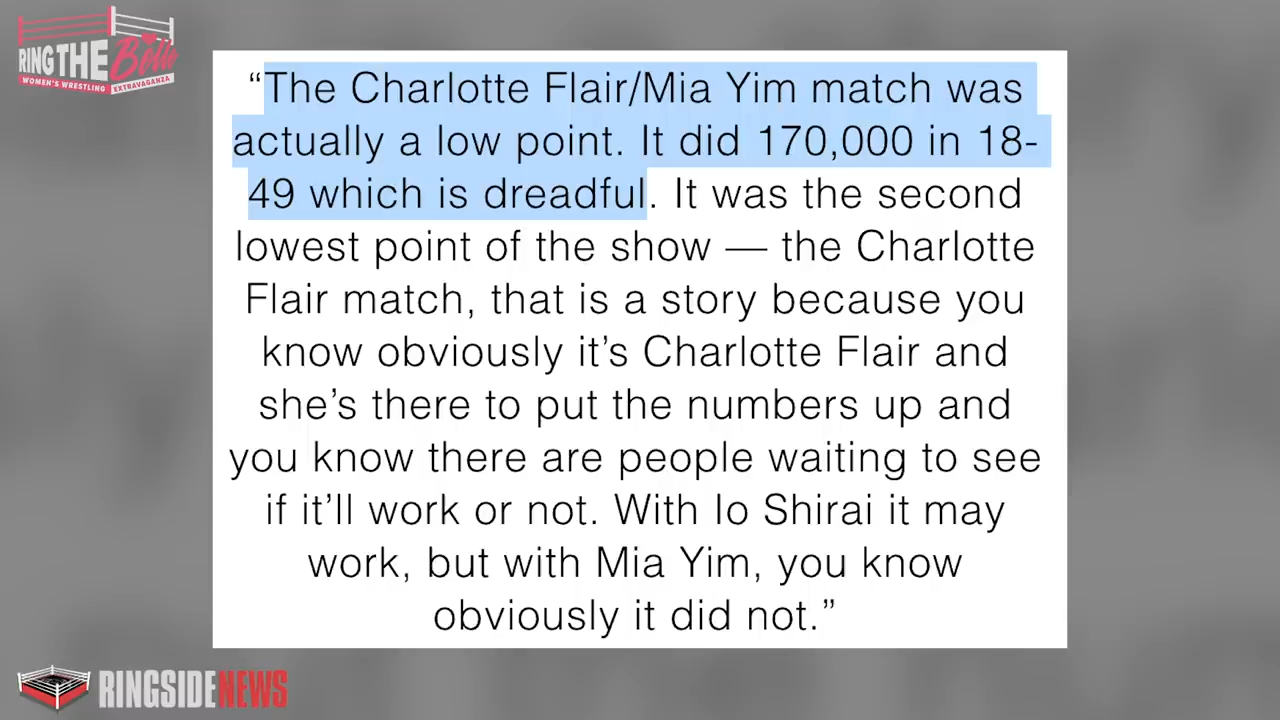 RING THE Belle
WOMEN'S WRESTLING EXTRAVAGANZA
“The Charlotte Flair/Mia Yim match was
actually a low point. It did 170,000 in 18-
49 which is dreadful. It was the second
lowest point of the show — the Charlotte
Flair match, that is a story because you
know obviously it’s Charlotte Flair and
she’s there to put the numbers up and
you know there are people waiting to see
if it’ll work or not. With Io Shirai it may
work, but with Mia Yim, you know
obviously it did not.”
RINGSIDENEWS